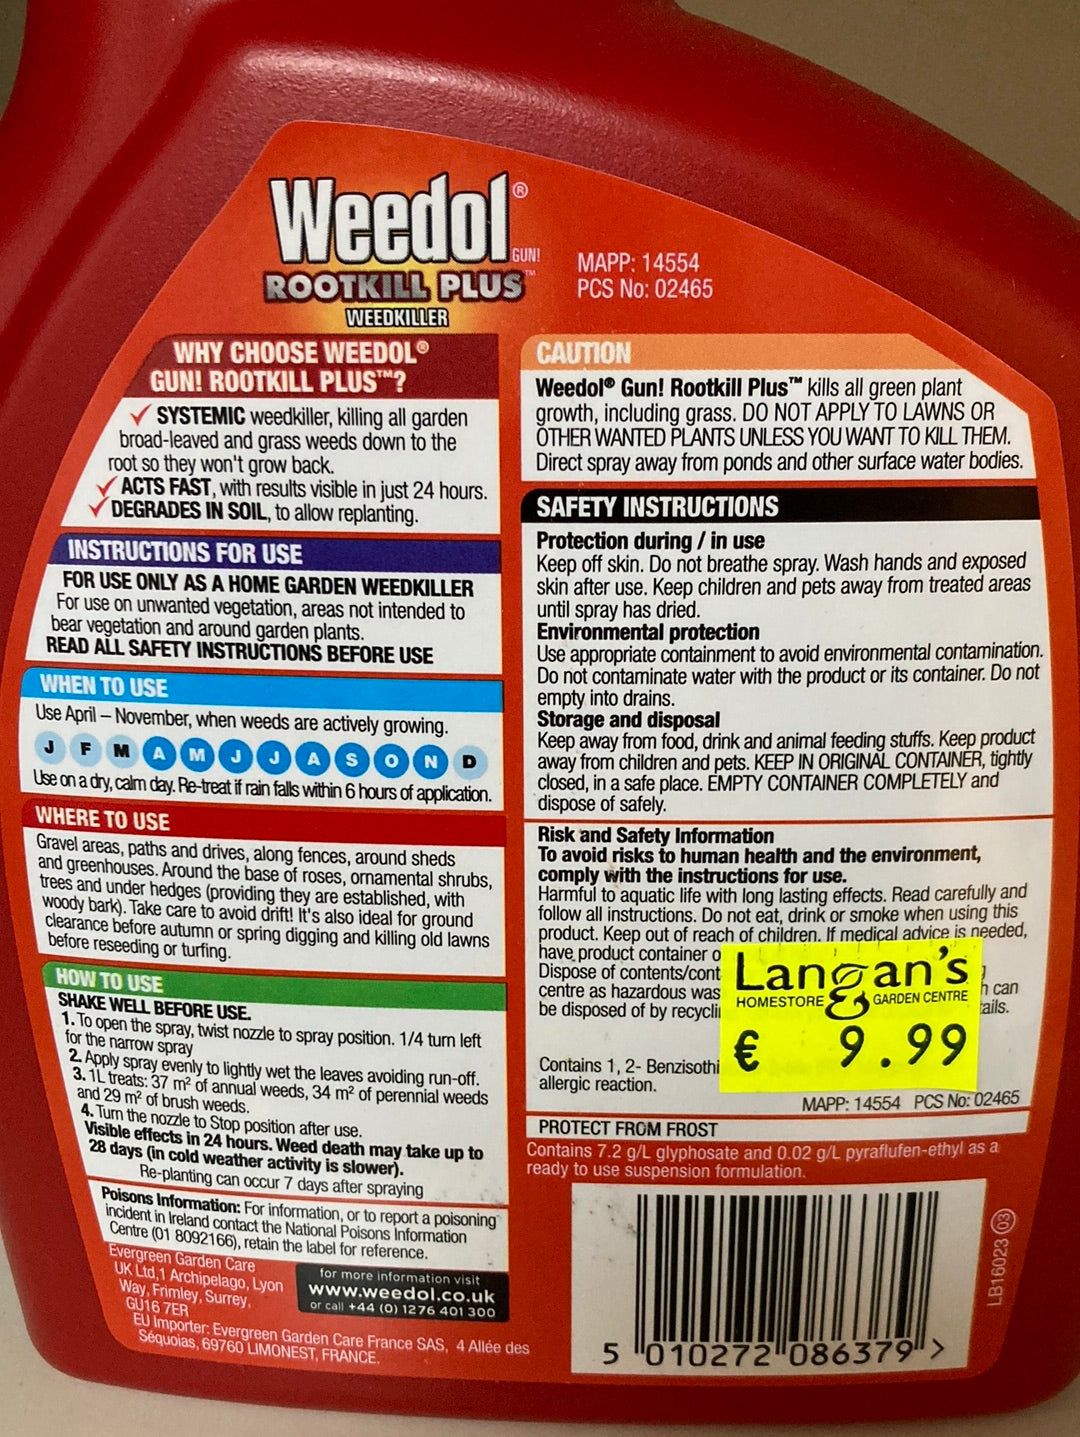 Weedol®
GUN!
ROOTKILL PLUS™
WEEDKILLER
MAPP: 14554
PCS No: 02465
WHY CHOOSE WEEDOL®
GUN! ROOTKILL PLUS™?
✓ SYSTEMIC weedkiller, killing all garden
broad-leaved and grass weeds down to the
root so they won't grow back.
✓ ACTS FAST, with results visible in just 24 hours.
✓ DEGRADES IN SOIL, to allow replanting.
INSTRUCTIONS FOR USE
FOR USE ONLY AS A HOME GARDEN WEEDKILLER
For use on unwanted vegetation, areas not intended to
bear vegetation and around garden plants.
READ ALL SAFETY INSTRUCTIONS BEFORE USE
WHEN TO USE
Use April – November, when weeds are actively growing.
J F M A M J J A S O N D
Use on a dry, calm day. Re-treat if rain falls within 6 hours of application.
WHERE TO USE
Gravel areas, paths and drives, along fences, around sheds
and greenhouses. Around the base of roses, ornamental shrubs,
trees and under hedges (providing they are established, with
woody bark). Take care to avoid drift! It's also ideal for ground
clearance before autumn or spring digging and killing old lawns
before reseeding or turfing.
HOW TO USE
SHAKE WELL BEFORE USE.
1. To open the spray, twist nozzle to spray position. 1/4 turn left
for the narrow spray
2. Apply spray evenly to lightly wet the leaves avoiding run-off.
3. 1L treats: 37 m² of annual weeds, 34 m² of perennial weeds
and 29 m² of brush weeds.
4. Turn the nozzle to Stop position after use.
Visible effects in 24 hours. Weed death may take up to
28 days (in cold weather activity is slower).
Re-planting can occur 7 days after spraying
Poisons Information: For information, or to report a poisoning
incident in Ireland contact the National Poisons Information
Centre (01 8092166), retain the label for reference.
Evergreen Garden Care
UK Ltd,1 Archipelago, Lyon
Way, Frimley, Surrey,
GU16 7ER
EU Importer: Evergreen Garden Care France SAS, 4 Allée des
Séquoias, 69760 LIMONEST, FRANCE.
for more information visit
www.weedol.co.uk
or call +44 (0) 1276 401 300
CAUTION
Weedol® Gun! Rootkill Plus™ kills all green plant
growth, including grass. DO NOT APPLY TO LAWNS OR
OTHER WANTED PLANTS UNLESS YOU WANT TO KILL THEM.
Direct spray away from ponds and other surface water bodies.
SAFETY INSTRUCTIONS
Protection during / in use
Keep off skin. Do not breathe spray. Wash hands and exposed
skin after use. Keep children and pets away from treated areas
until spray has dried.
Environmental protection
Use appropriate containment to avoid environmental contamination.
Do not contaminate water with the product or its container. Do not
empty into drains.
Storage and disposal
Keep away from food, drink and animal feeding stuffs. Keep product
away from children and pets. KEEP IN ORIGINAL CONTAINER, tightly
closed, in a safe place. EMPTY CONTAINER COMPLETELY and
dispose of safely.
Risk and Safety Information
To avoid risks to human health and the environment,
comply with the instructions for use.
Harmful to aquatic life with long lasting effects. Read carefully and
follow all instructions. Do not eat, drink or smoke when using this
product. Keep out of reach of children. If medical advice is needed,
have product container
Dispose of
centre as hazardous can
be disposed of by
Contains 1, 2-
allergic reaction.
Langan's
HOMESTORE & GARDEN CENTRE
€ 9.99
MAPP: 14554 PCS No: 02465
PROTECT FROM FROST
Contains 7.2 g/L glyphosate and 0.02 g/L pyraflufen-ethyl as a
ready to use suspension formulation.
5 010272 086379 >
LB16023 03